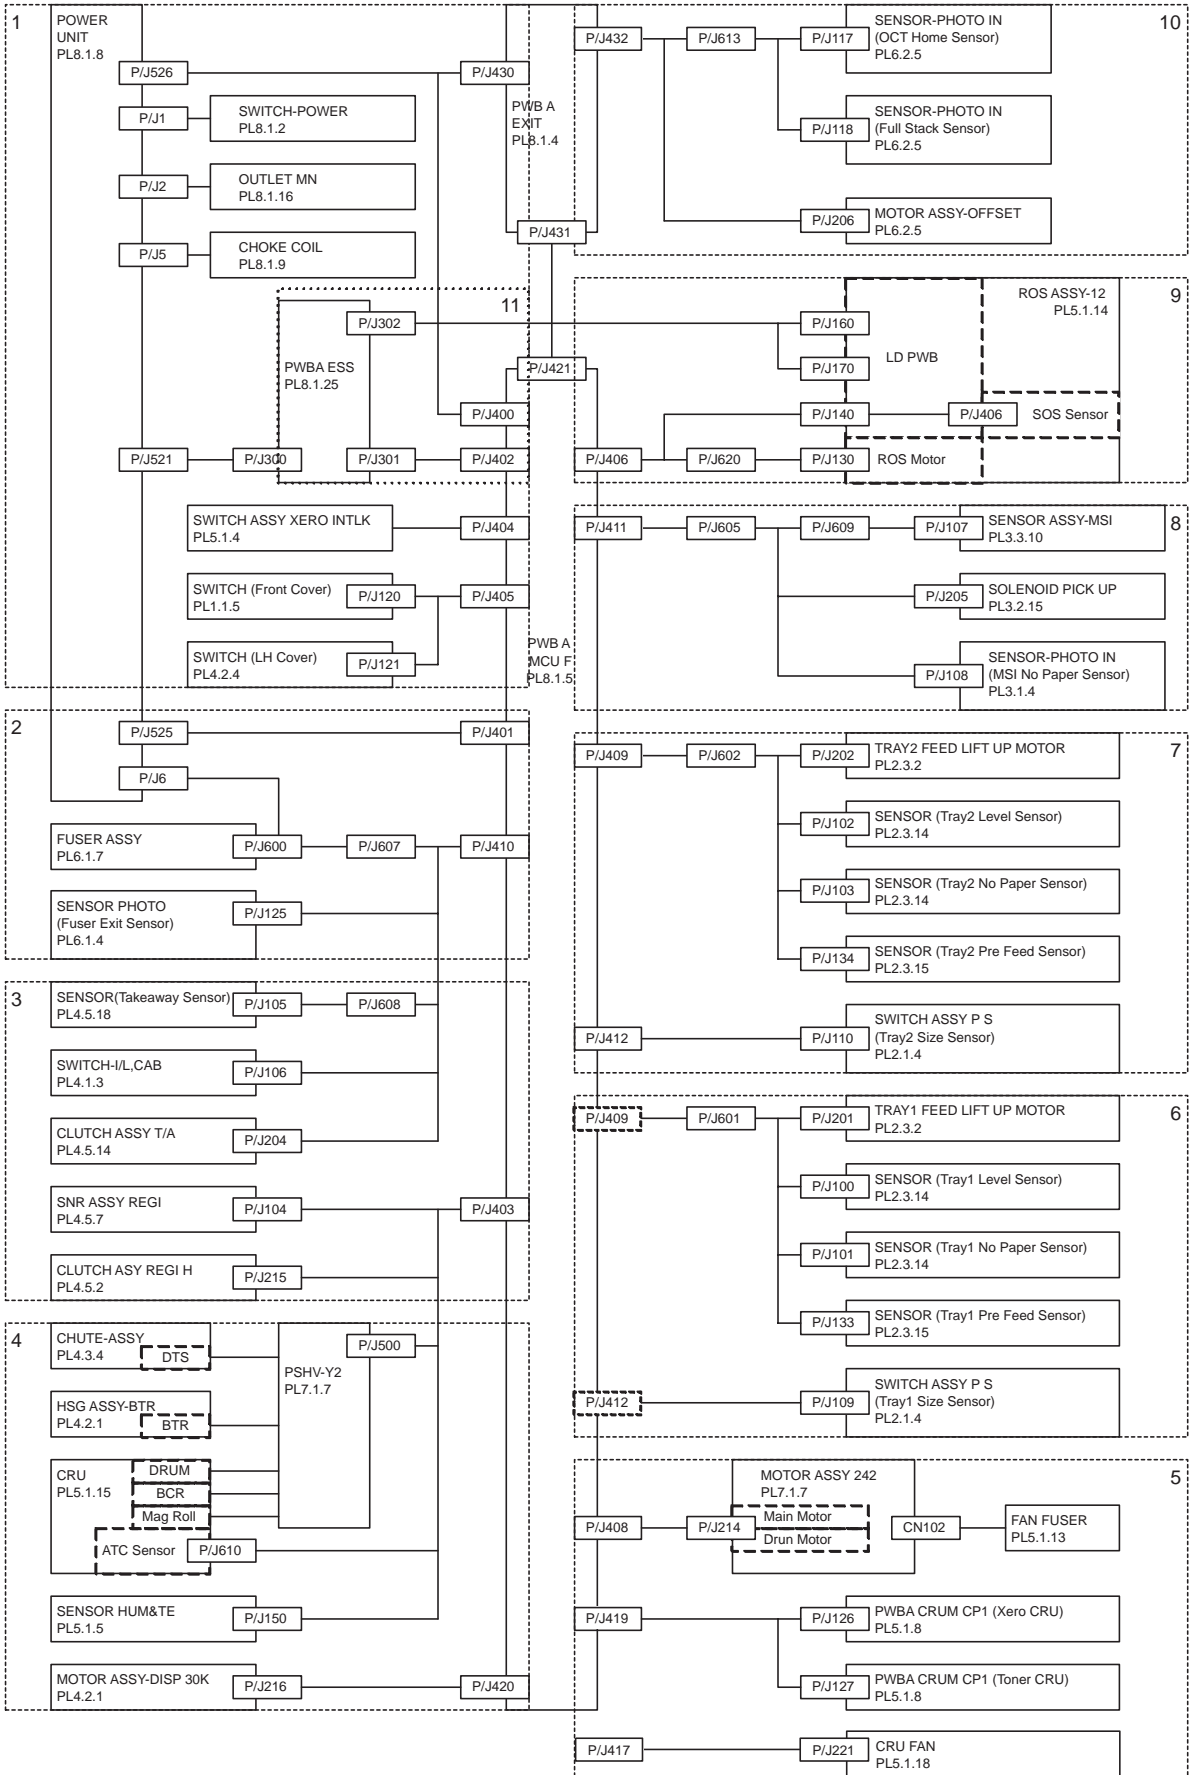 1
POWER
UNIT
PL8.1.8
P/J526
P/J430
P/J1
SWITCH-POWER
PL8.1.2
PWB A
EXIT
PL8.1.4
P/J2
OUTLET MN
PL8.1.16
P/J431
P/J5
CHOKE COIL
PL8.1.9
11
P/J302
PWBA ESS
PL8.1.25
P/J421
P/J400
P/J521
P/J300
P/J301
P/J402
SWITCH ASSY XERO INTLK
PL5.1.4
P/J404
SWITCH (Front Cover)
PL1.1.5
P/J120
P/J405
SWITCH (LH Cover)
PL4.2.4
P/J121
PWB A
MCU F
PL8.1.5
2
P/J525
P/J401
P/J6
FUSER ASSY
PL6.1.7
P/J600
P/J607
P/J410
SENSOR PHOTO
(Fuser Exit Sensor)
PL6.1.4
P/J125
3
SENSOR(Takeaway Sensor)
PL4.5.18
P/J105
P/J608
SWITCH-I/L,CAB
PL4.1.3
P/J106
CLUTCH ASSY T/A
PL4.5.14
P/J204
SNR ASSY REGI
PL4.5.7
P/J104
P/J403
CLUTCH ASY REGI H
PL4.5.2
P/J215
4
CHUTE-ASSY
PL4.3.4
DTS
PSHV-Y2
PL7.1.7
P/J500
HSG ASSY-BTR
PL4.2.1
BTR
CRU
PL5.1.15
DRUM
BCR
Mag Roll
ATC Sensor
P/J610
SENSOR HUM&TE
PL5.1.5
P/J150
MOTOR ASSY-DISP 30K
PL4.2.1
P/J216
P/J420
10
P/J432
P/J613
P/J117
SENSOR-PHOTO IN
(OCT Home Sensor)
PL6.2.5
P/J118
SENSOR-PHOTO IN
(Full Stack Sensor)
PL6.2.5
P/J206
MOTOR ASSY-OFFSET
PL6.2.5
9
ROS ASSY-12
PL5.1.14
P/J160
P/J170
LD PWB
P/J140
P/J406
SOS Sensor
P/J406
P/J620
P/J130
ROS Motor
8
P/J411
P/J605
P/J609
P/J107
SENSOR ASSY-MSI
PL3.3.10
P/J205
SOLENOID PICK UP
PL3.2.15
P/J108
SENSOR-PHOTO IN
(MSI No Paper Sensor)
PL3.1.4
7
P/J409
P/J602
P/J202
TRAY2 FEED LIFT UP MOTOR
PL2.3.2
P/J102
SENSOR (Tray2 Level Sensor)
PL2.3.14
P/J103
SENSOR (Tray2 No Paper Sensor)
PL2.3.14
P/J134
SENSOR (Tray2 Pre Feed Sensor)
PL2.3.15
P/J412
P/J110
SWITCH ASSY P S
(Tray2 Size Sensor)
PL2.1.4
6
P/J409
P/J601
P/J201
TRAY1 FEED LIFT UP MOTOR
PL2.3.2
P/J100
SENSOR (Tray1 Level Sensor)
PL2.3.14
P/J101
SENSOR (Tray1 No Paper Sensor)
PL2.3.14
P/J133
SENSOR (Tray1 Pre Feed Sensor)
PL2.3.15
P/J412
P/J109
SWITCH ASSY P S
(Tray1 Size Sensor)
PL2.1.4
5
MOTOR ASSY 242
PL7.1.7
P/J408
P/J214
Main Motor
Drun Motor
CN102
FAN FUSER
PL5.1.13
P/J419
P/J126
PWBA CRUM CP1 (Xero CRU)
PL5.1.8
P/J127
PWBA CRUM CP1 (Toner CRU)
PL5.1.8
P/J417
P/J221
CRU FAN
PL5.1.18